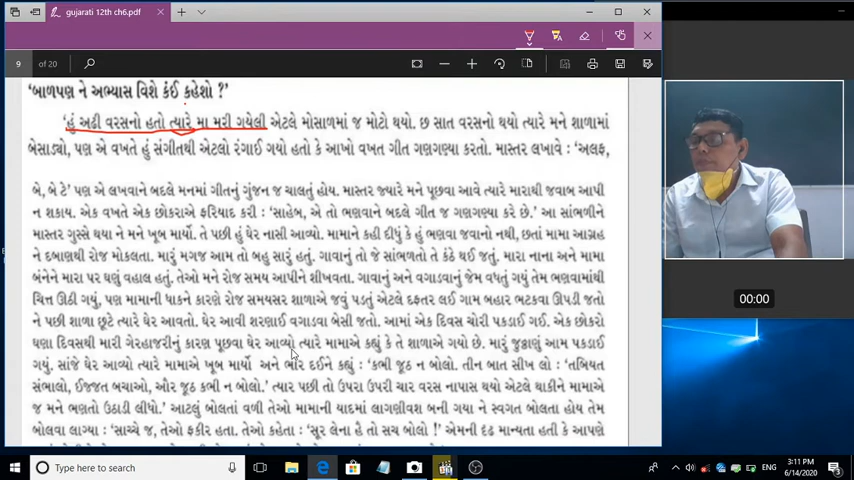 gujarati 12th ch6.pdf
9 of 20
'બાળપણ ને અભ્યાસ વિશે કંઈ કહેશો ?'
'હું અઢી વરસનો હતો ત્યારે મા મરી ગયેલી એટલે મોસાળમાં જ મોટો થયો. છ સાત વરસનો થયો ત્યારે મને શાળામાં
બેસાડ્યો, પણ એ વખતે હું સંગીતથી એટલો રંગાઈ ગયો હતો કે આખો વખત ગીત ગણગણ્યા કરતો. માસ્તર લખાવે : 'અલફ,
બે, બે ટે' પણ એ લખવાને બદલે મનમાં ગીતનું ગુંજન જ ચાલતું હોય. માસ્તર જ્યારે મને પૂછવા આવે ત્યારે મારાથી જવાબ આપી
ન શકાય. એક વખતે એક છોકરાએ ફરિયાદ કરી : 'સાહેબ, એ તો ભણવાને બદલે ગીત જ ગણગણ્યા કરે છે.' આ સાંભળીને
માસ્તર ગુસ્સે થયા ને મને ખૂબ માર્યો. તે પછી હું ઘેર નાસી આવ્યો. મામાને કહી દીધું કે હું ભણવા જવાનો નથી, છતાં મામા આગ્રહ
ને દબાણથી રોજ મોકલતા. મારું મગજ આમ તો બહુ સારું હતું. ગાવાનું તો જે સાંભળતો તે કંઠે થઈ જતું. મારા નાના અને મામા
બંનેને મારા પર ઘણું વહાલ હતું. તેઓ મને રોજ સમય આપીને શીખવતા. ગાવાનું અને વગાડવાનું જેમ વધતું ગયું તેમ ભણવામાંથી
ચિત્ત ઊઠી ગયું, પણ મામાની ધાકને કારણે રોજ સમયસર શાળાએ જવું પડતું એટલે દફતર લઈ ગામ બહાર ભટકવા ઊપડી જતો
ને પછી શાળા છૂટે ત્યારે ઘેર આવતો. ઘેર આવી શરણાઈ વગાડવા બેસી જતો. આમાં એક દિવસ ચોરી પકડાઈ ગઈ. એક છોકરો
ઘણા દિવસથી મારી ગેરહાજરીનું કારણ પૂછવા ઘેર આવ્યો ત્યારે મામાએ કહ્યું કે તે શાળાએ ગયો છે. મારું જુઠ્ઠાણું આમ પકડાઈ
ગયું. સાંજે ઘેર આવ્યો ત્યારે મામાએ ખૂબ માર્યો અને ભાર દઈને કહ્યું : 'કભી જૂઠ ન બોલો. તીન બાત સીખ લો : 'તબિયત
સંભાલો, ઈજ્જત બચાઓ, ઔર જૂઠ કભી ન બોલો.' ત્યાર પછી તો ઉપરા ઉપરી ચાર વરસ નાપાસ થયો એટલે થાકીને મામાએ
જ મને ભણતો ઉઠાડી લીધો.' આટલું બોલતાં વળી તેઓ મામાની યાદમાં લાગણીવશ બની ગયા ને સ્વગત બોલતા હોય તેમ
બોલવા લાગ્યા : 'સાચ્ચે જ, તેઓ ફકીર હતા. તેઓ કહેતા : 'સૂર લેના હૈ તો સચ બોલો !' એમની દૃઢ માન્યતા હતી કે આપણે
00:00
Type here to search
ENG
3:11 PM
6/14/2020
3